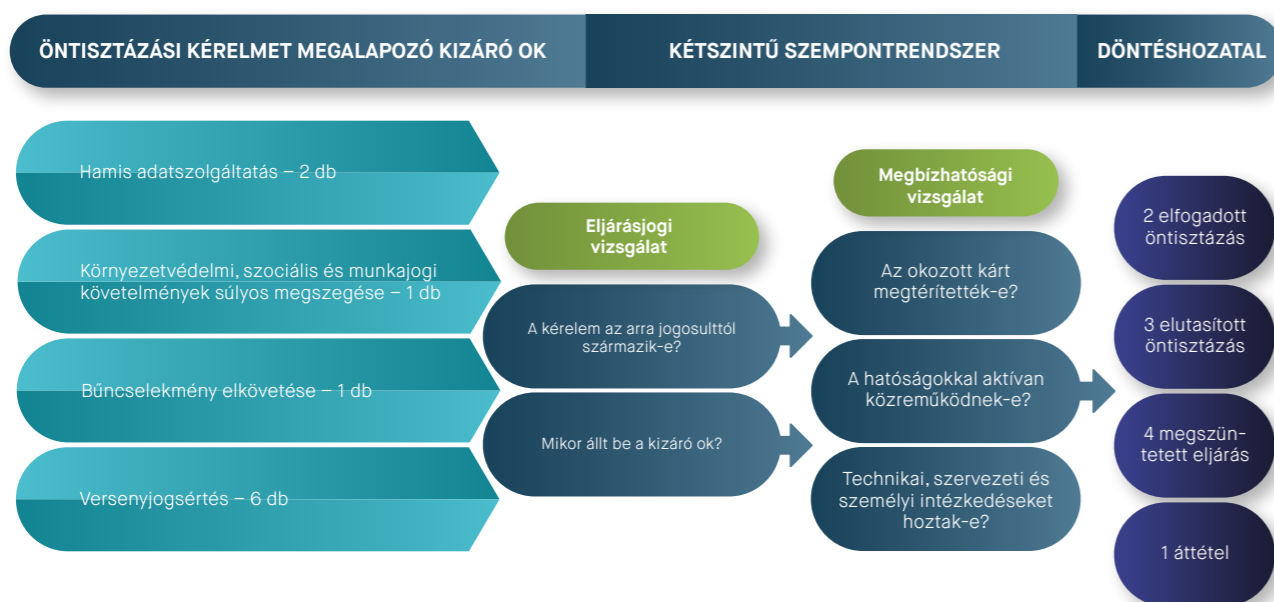 ÖNTISZTÁZÁSI KÉRELMET MEGALAPOZÓ KIZÁRÓ OK
KÉTSZINTŰ SZEMPONTRENDSZER
DÖNTÉSHOZATAL
Hamis adatszolgáltatás – 2 db
Környezetvédelmi, szociális és munkajogi
követelmények súlyos megszegése – 1 db
Bűncselekmény elkövetése – 1 db
Versenyjogsértés – 6 db
Eljárásjogi
vizsgálat
A kérelem az arra jogosulttól
származik-e?
Mikor állt be a kizáró ok?
Megbízhatósági
vizsgálat
Az okozott kárt
megtérítették-e?
A hatóságokkal aktívan
közreműködnek-e?
Technikai, szervezeti és
személyi intézkedéseket
hoztak-e?
2 elfogadott
öntisztázás
3 elutasított
öntisztázás
4 megszün-
tetett eljárás
1 áttétel